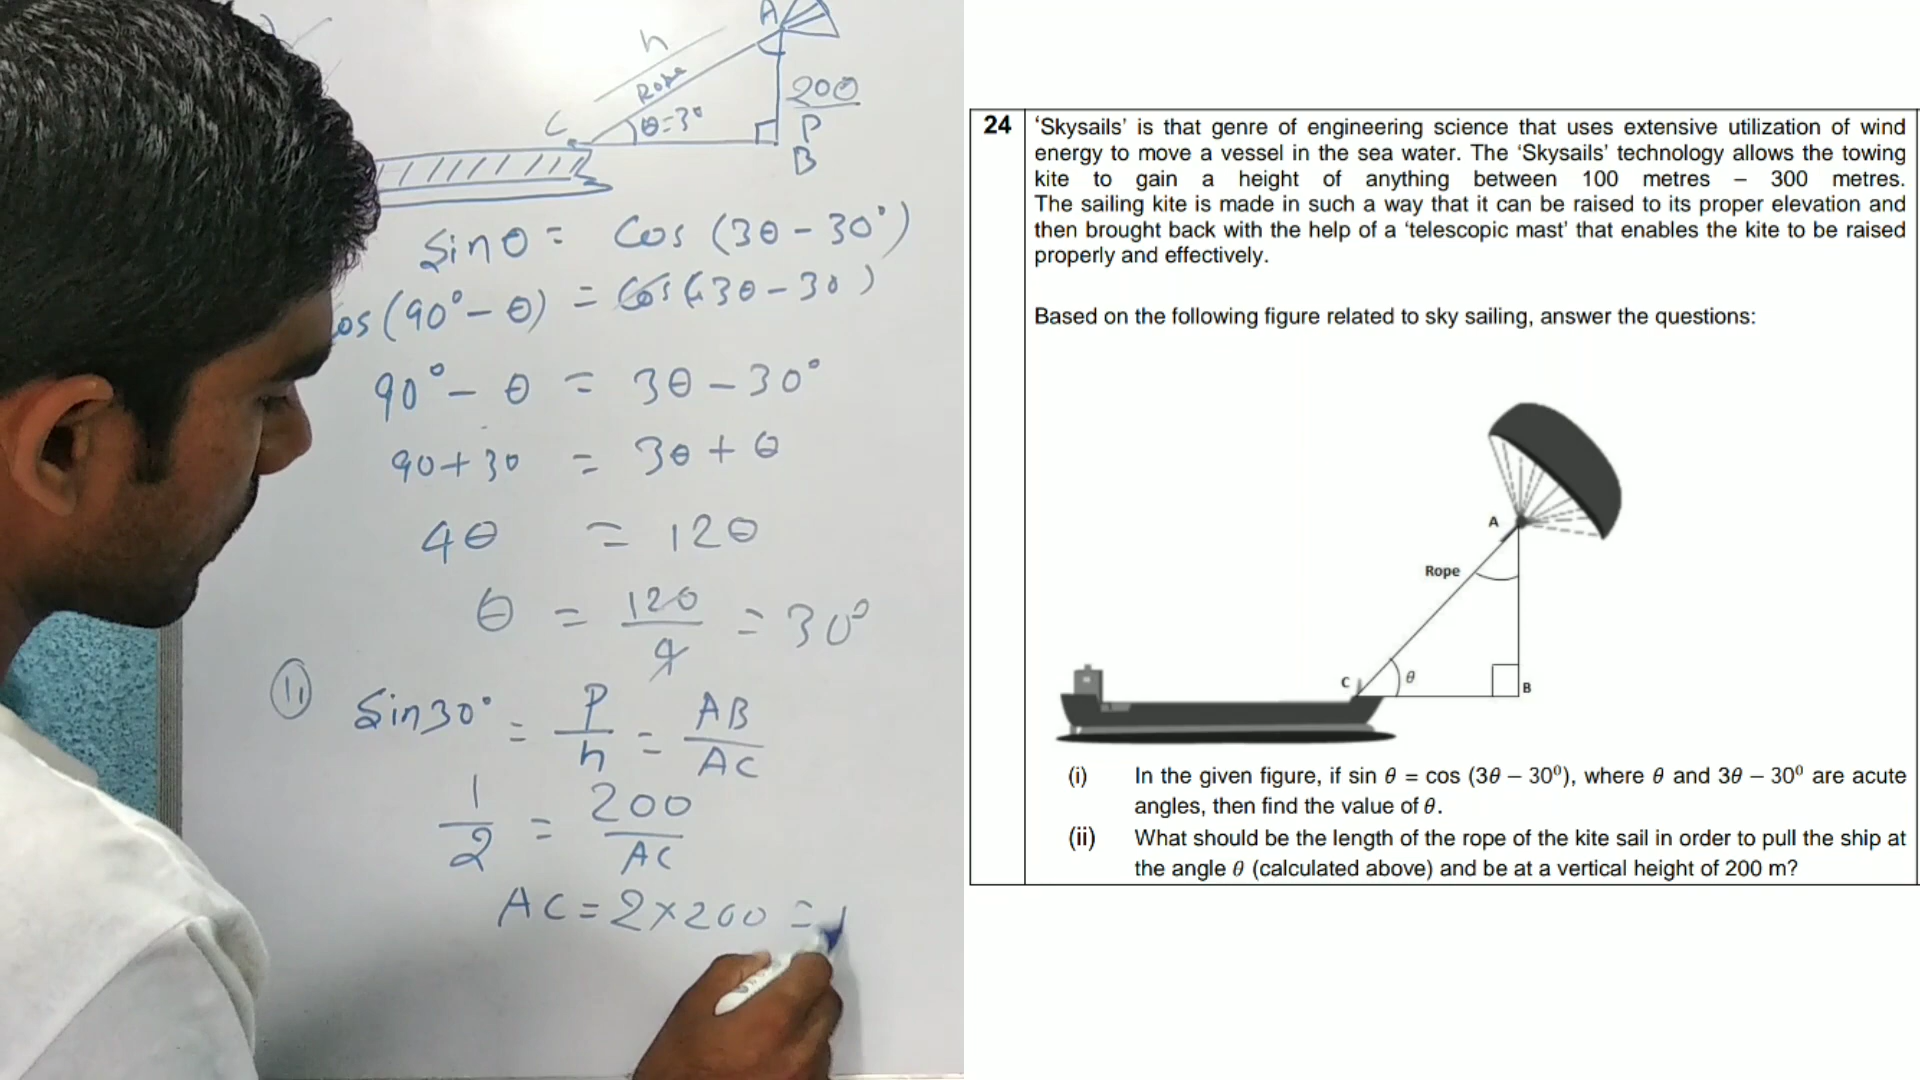 A
h
Rope
200
C
θ=30
P
B
Sinθ = Cos (3θ - 30°)
os(90° - θ) = Cos(3θ - 30)
90° - θ = 3θ - 30°
90+30 = 3θ + θ
4θ = 120
θ = 120/4 = 30°
Sin30° = P/h = AB/AC
1/2 = 200/AC
AC = 2×200 =
24
‘Skysails’ is that genre of engineering science that uses extensive utilization of wind
energy to move a vessel in the sea water. The ‘Skysails’ technology allows the towing
kite to gain a height of anything between 100 metres – 300 metres.
The sailing kite is made in such a way that it can be raised to its proper elevation and
then brought back with the help of a ‘telescopic mast’ that enables the kite to be raised
properly and effectively.
Based on the following figure related to sky sailing, answer the questions:
A
Rope
C
θ
B
(i) In the given figure, if sin θ = cos (3θ – 30⁰), where θ and 3θ – 30⁰ are acute
angles, then find the value of θ.
(ii) What should be the length of the rope of the kite sail in order to pull the ship at
the angle θ (calculated above) and be at a vertical height of 200 m?